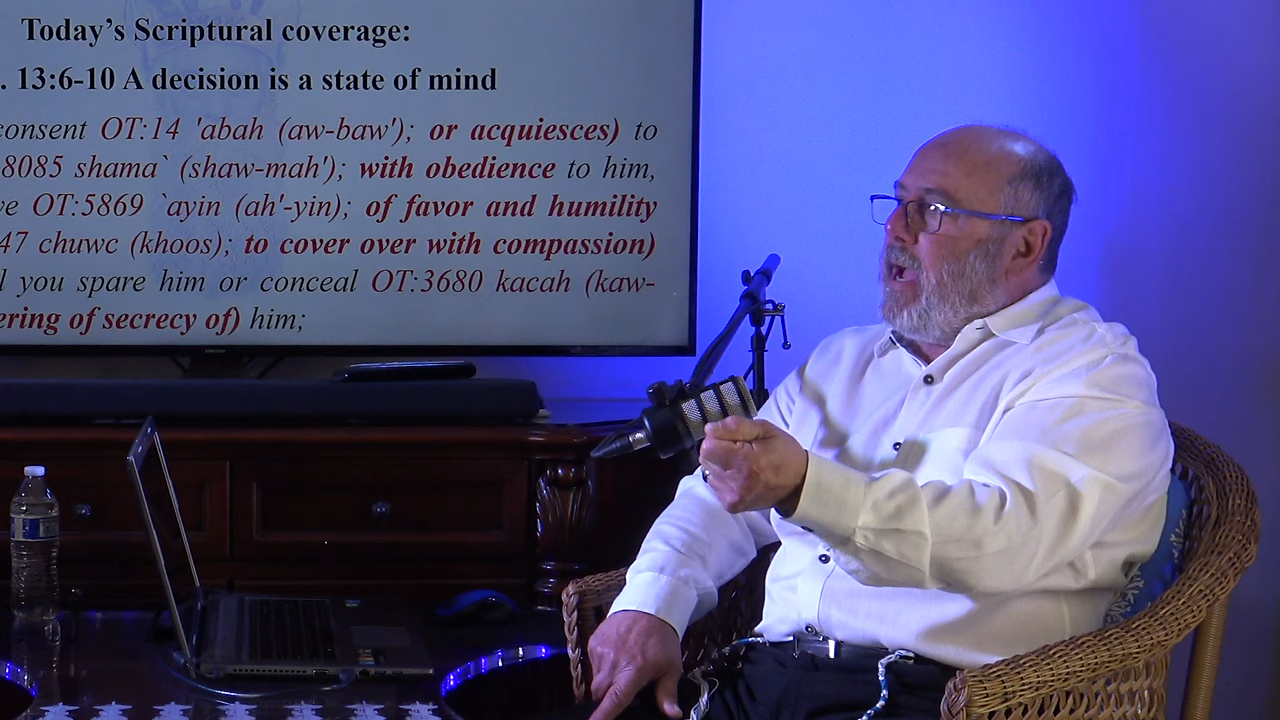 Today's Scriptural coverage:
. 13:6-10 A decision is a state of mind
consent OT:14 'abah (aw-baw'); or acquiesces) to
8085 shama` (shaw-mah'); with obedience to him,
ve OT:5869 `ayin (ah'-yin); of favor and humility
47 chuwc (khoos); to cover over with compassion)
l you spare him or conceal OT:3680 kacah (kaw-
ering of secrecy of) him;